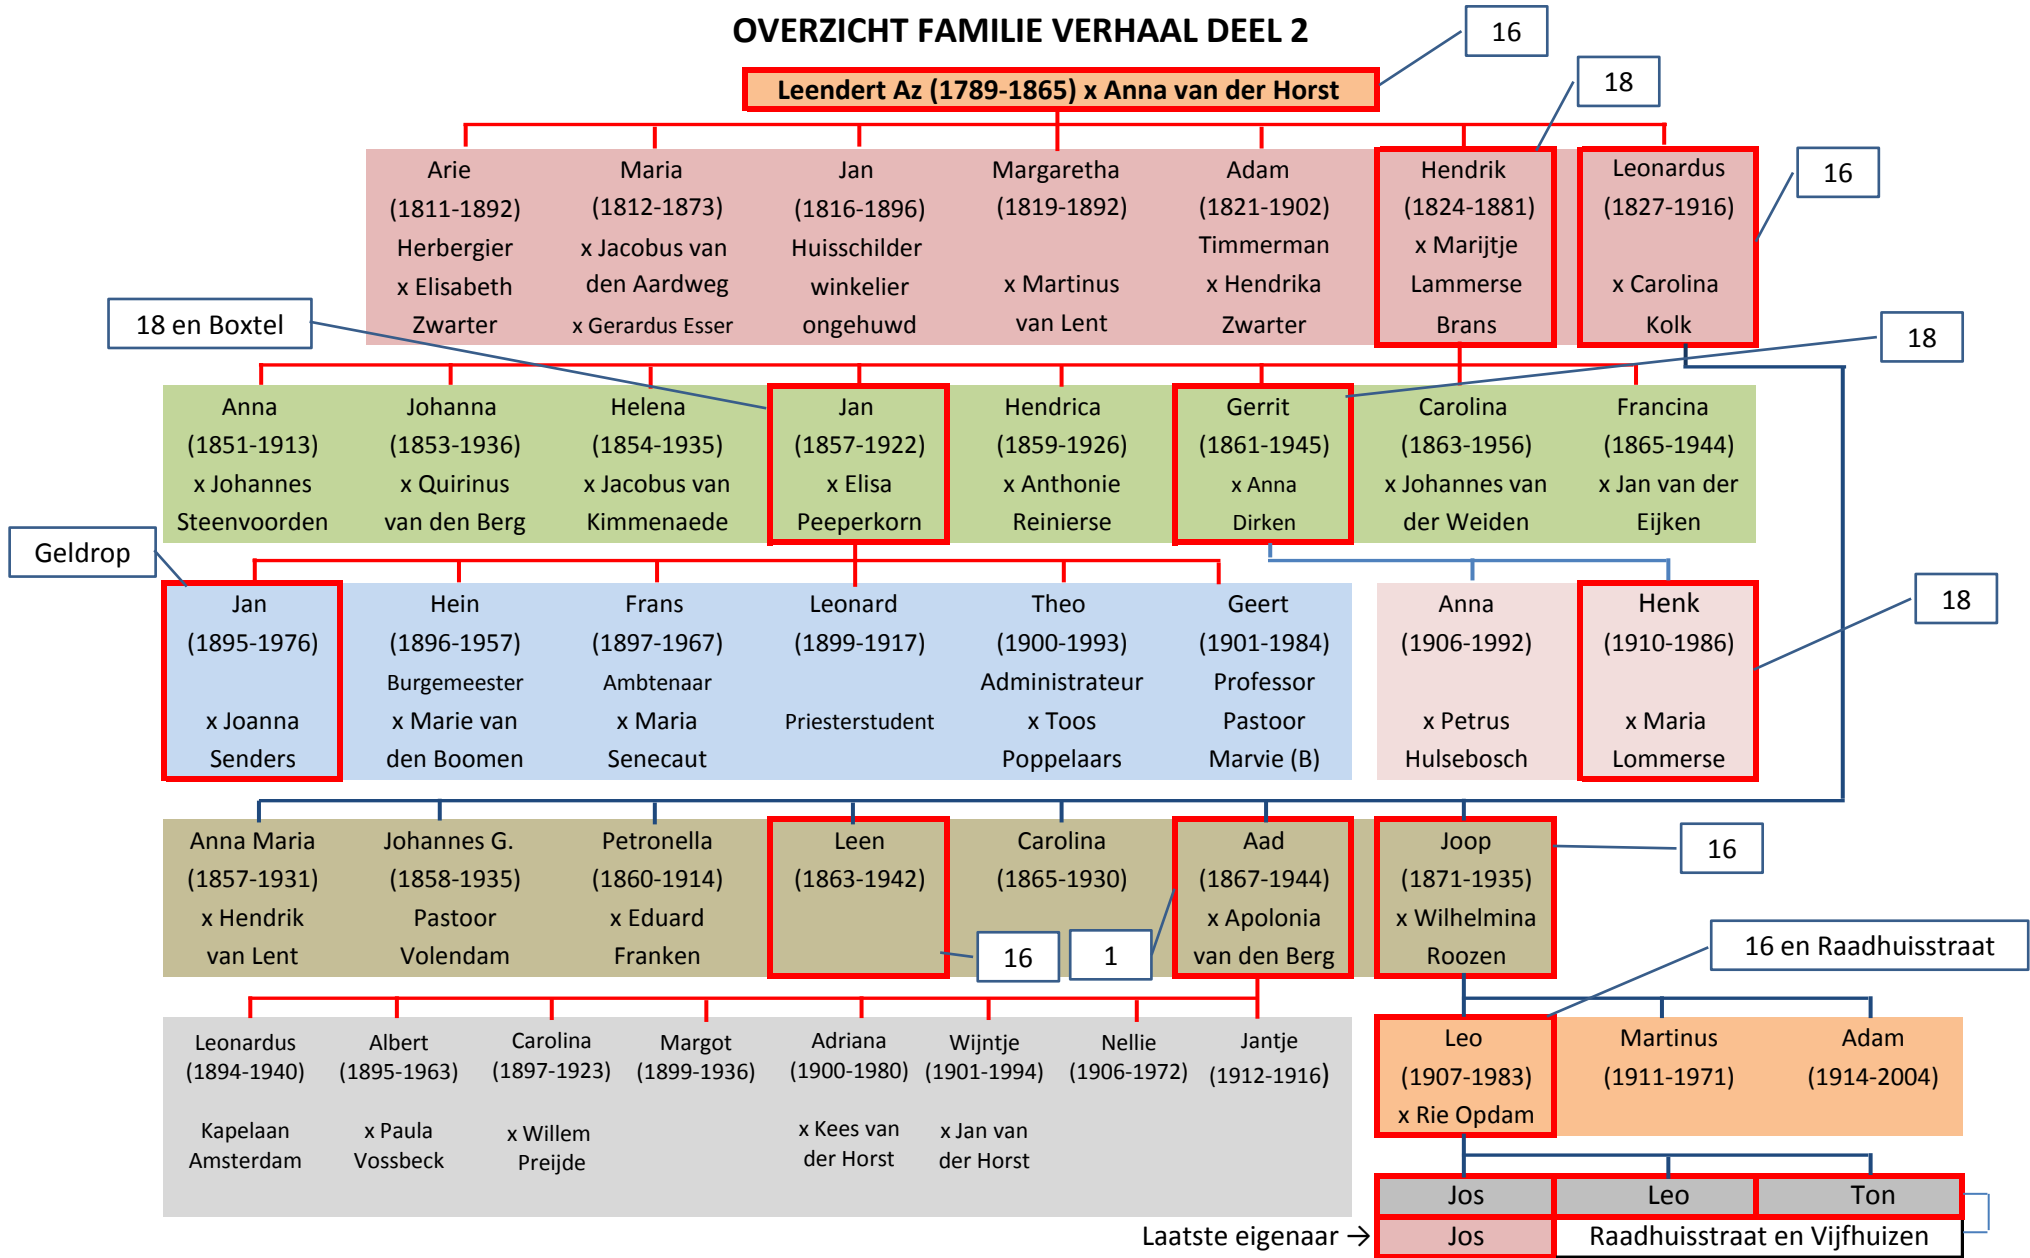 OVERZICHT FAMILIE VERHAAL DEEL 2
16
Leendert Az (1789-1865) x Anna van der Horst
18
Arie
(1811-1892)
Herbergier
x Elisabeth
Zwarter
Maria
(1812-1873)
x Jacobus van
den Aardweg
x Gerardus Esser
Jan
(1816-1896)
Huisschilder
winkelier
ongehuwd
Margaretha
(1819-1892)
x Martinus
van Lent
Adam
(1821-1902)
Timmerman
x Hendrika
Zwarter
Hendrik
(1824-1881)
x Marijtje
Lammerse
Brans
Leonardus
(1827-1916)
x Carolina
Kolk
16
18 en Boxtel
18
Anna
(1851-1913)
x Johannes
Steenvoorden
Johanna
(1853-1936)
x Quirinus
van den Berg
Helena
(1854-1935)
x Jacobus van
Kimmenaede
Jan
(1857-1922)
x Elisa
Peeperkorn
Hendrica
(1859-1926)
x Anthonie
Reinierse
Gerrit
(1861-1945)
x Anna
Dirken
Carolina
(1863-1956)
x Johannes van
der Weiden
Francina
(1865-1944)
x Jan van der
Eijken
Geldrop
Jan
(1895-1976)
x Joanna
Senders
Hein
(1896-1957)
Burgemeester
x Marie van
den Boomen
Frans
(1897-1967)
Ambtenaar
x Maria
Senecaut
Leonard
(1899-1917)
Priesterstudent
Theo
(1900-1993)
Administrateur
x Toos
Poppelaars
Geert
(1901-1984)
Professor
Pastoor
Marvie (B)
Anna
(1906-1992)
x Petrus
Hulsebosch
Henk
(1910-1986)
x Maria
Lommerse
18
Anna Maria
(1857-1931)
x Hendrik
van Lent
Johannes G.
(1858-1935)
Pastoor
Volendam
Petronella
(1860-1914)
x Eduard
Franken
Leen
(1863-1942)
16
Carolina
(1865-1930)
1
Aad
(1867-1944)
x Apolonia
van den Berg
Joop
(1871-1935)
x Wilhelmina
Roozen
16
16 en Raadhuisstraat
Leonardus
(1894-1940)
Kapelaan
Amsterdam
Albert
(1895-1963)
x Paula
Vossbeck
Carolina
(1897-1923)
x Willem
Preijde
Margot
(1899-1936)
Adriana
(1900-1980)
x Kees van
der Horst
Wijntje
(1901-1994)
x Jan van
der Horst
Nellie
(1906-1972)
Jantje
(1912-1916)
Leo
(1907-1983)
x Rie Opdam
Martinus
(1911-1971)
Adam
(1914-2004)
Jos
Leo
Ton
Laatste eigenaar →
Jos
Raadhuisstraat en Vijfhuizen